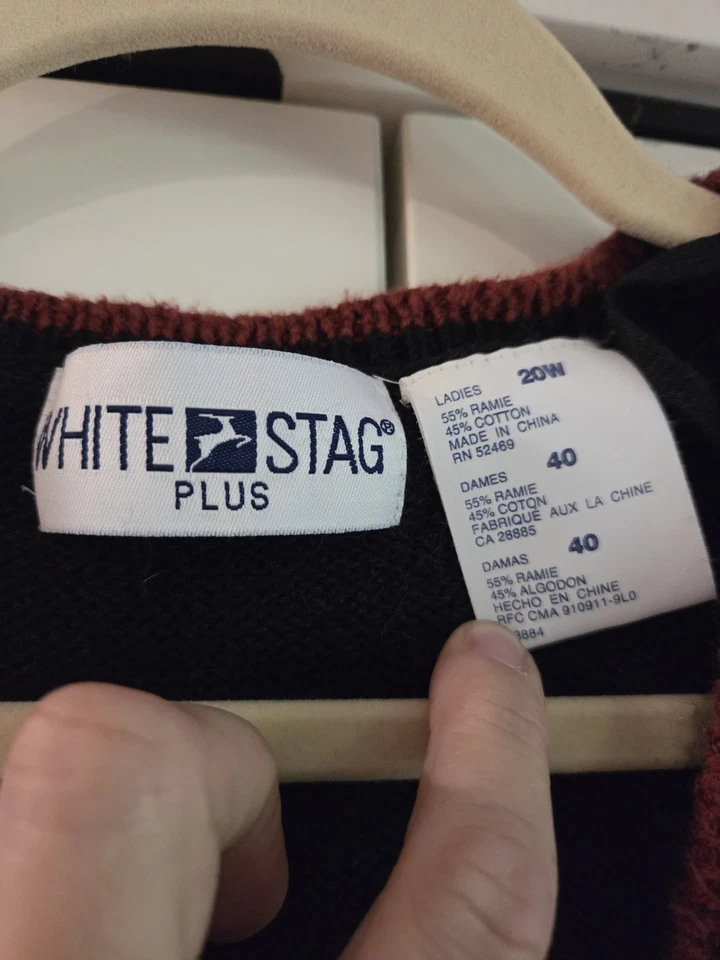 WHITE STAG®
PLUS
LADIES 20W
55% RAMIE
45% COTTON
MADE IN CHINA
RN 52469
DAMES 40
55% RAMIE
45% COTON
FABRIQUÉ AUX LA CHINE
CA 28885
DAMAS 40
55% RAMIE
45% ALGODON
HECHO EN CHINE
RFC CMA 910911-9L0